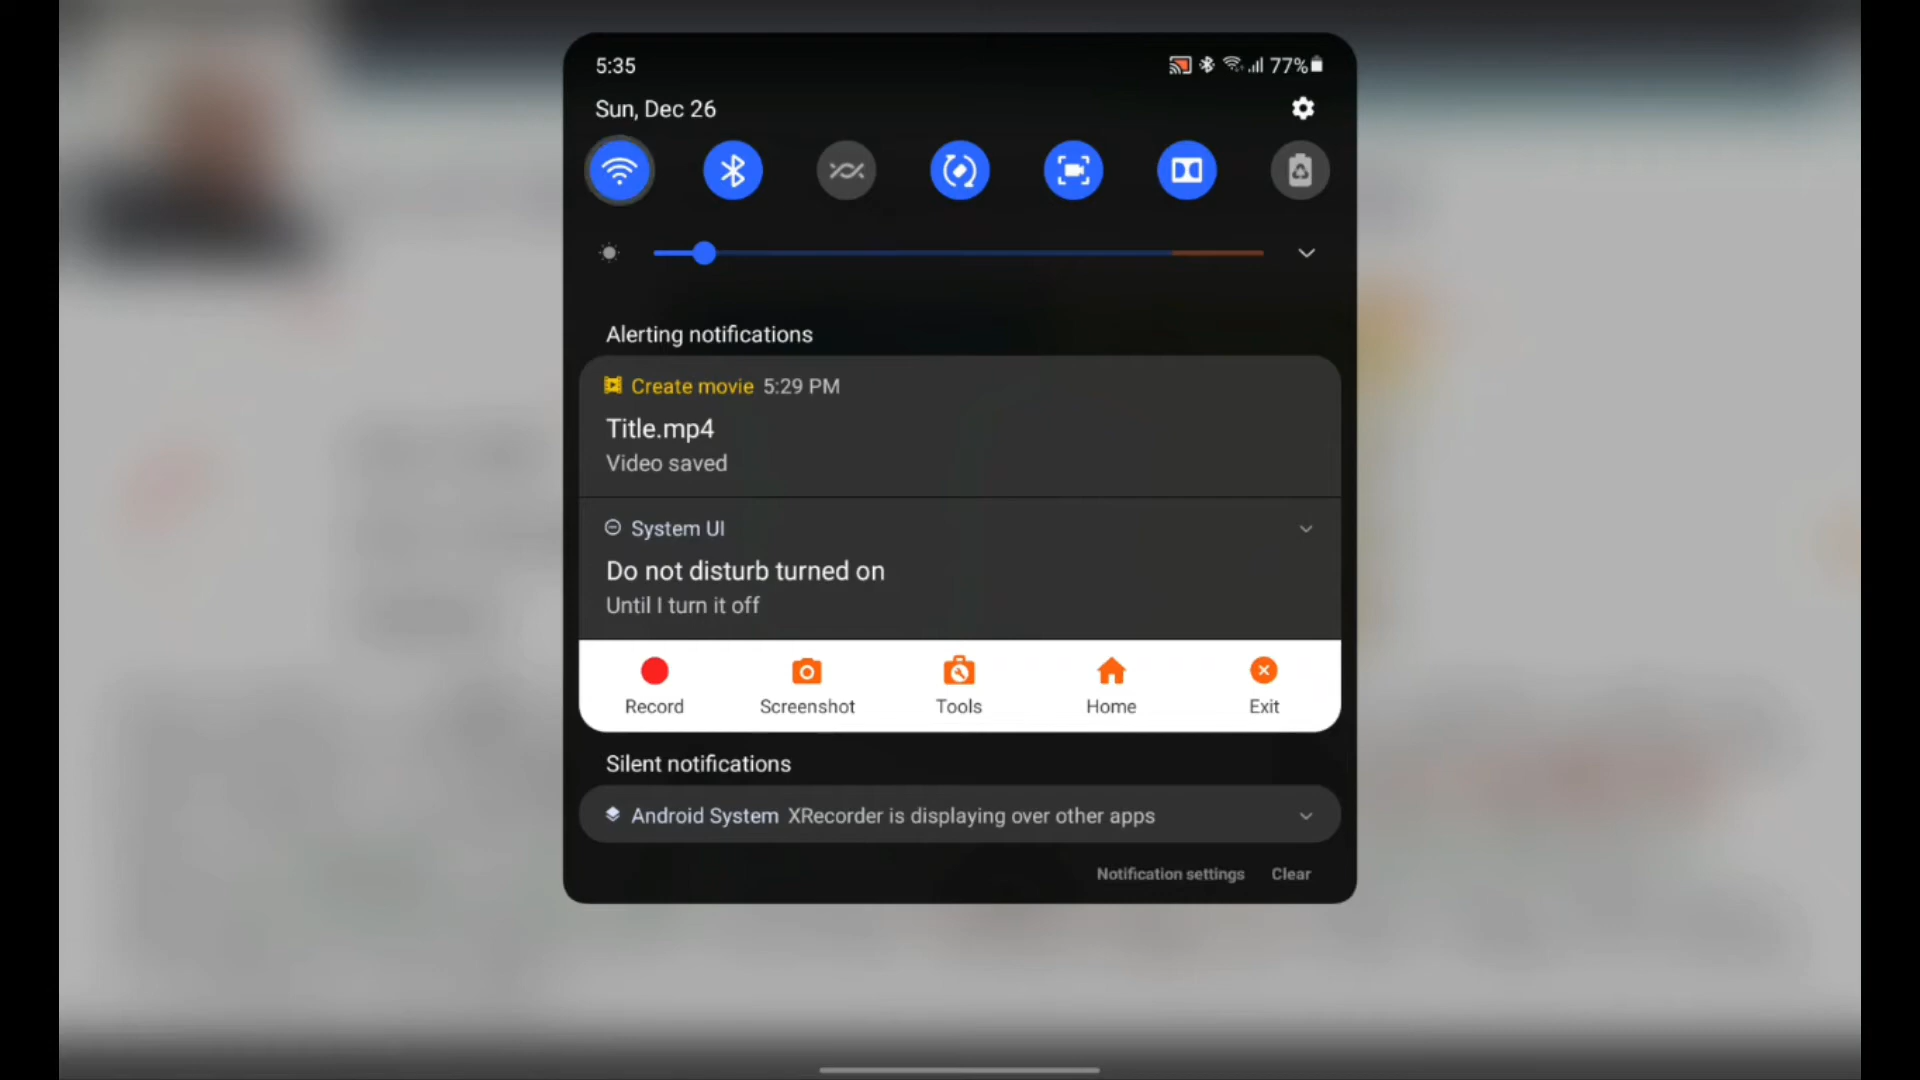 5:35
77%
Sun, Dec 26
Alerting notifications
Create movie 5:29 PM
Title.mp4
Video saved
System UI
Do not disturb turned on
Until I turn it off
Record Screenshot Tools Home Exit
Silent notifications
Android System XRecorder is displaying over other apps
Notification settings Clear